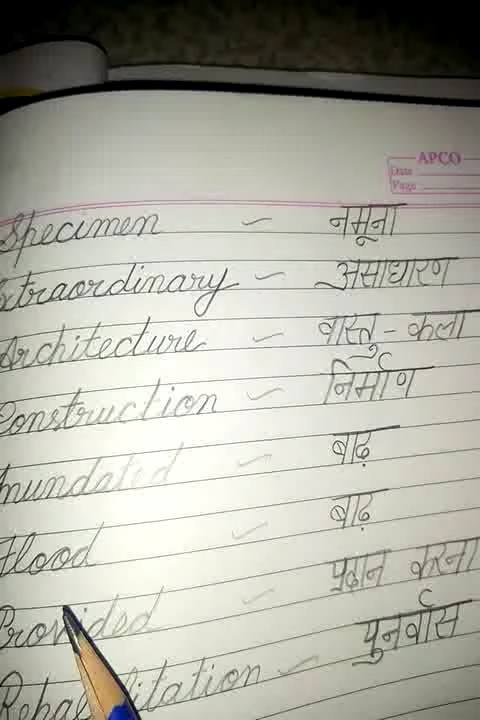 APCO
Date
Page
Specimen – नमूना
Extraordinary – असाधारण
Architecture – वास्तु - कला
Construction – निर्माण
Inundated – बाढ़
Flood – बाढ़
Provided – प्रदान करना
Rehabilitation – पुनर्वास